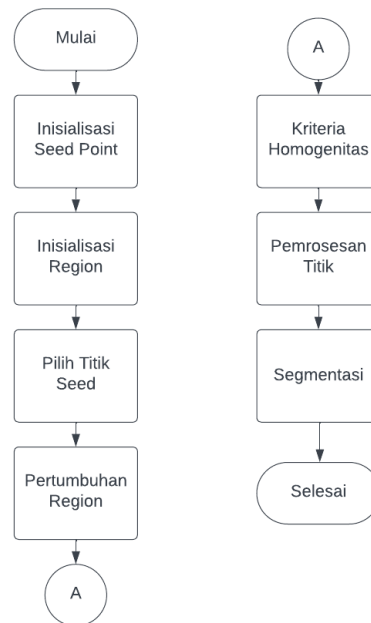 Mulai
Inisialisasi
Seed Point
Inisialisasi
Region
Pilih Titik
Seed
Pertumbuhan
Region
A
A
Kriteria
Homogenitas
Pemrosesan
Titik
Segmentasi
Selesai